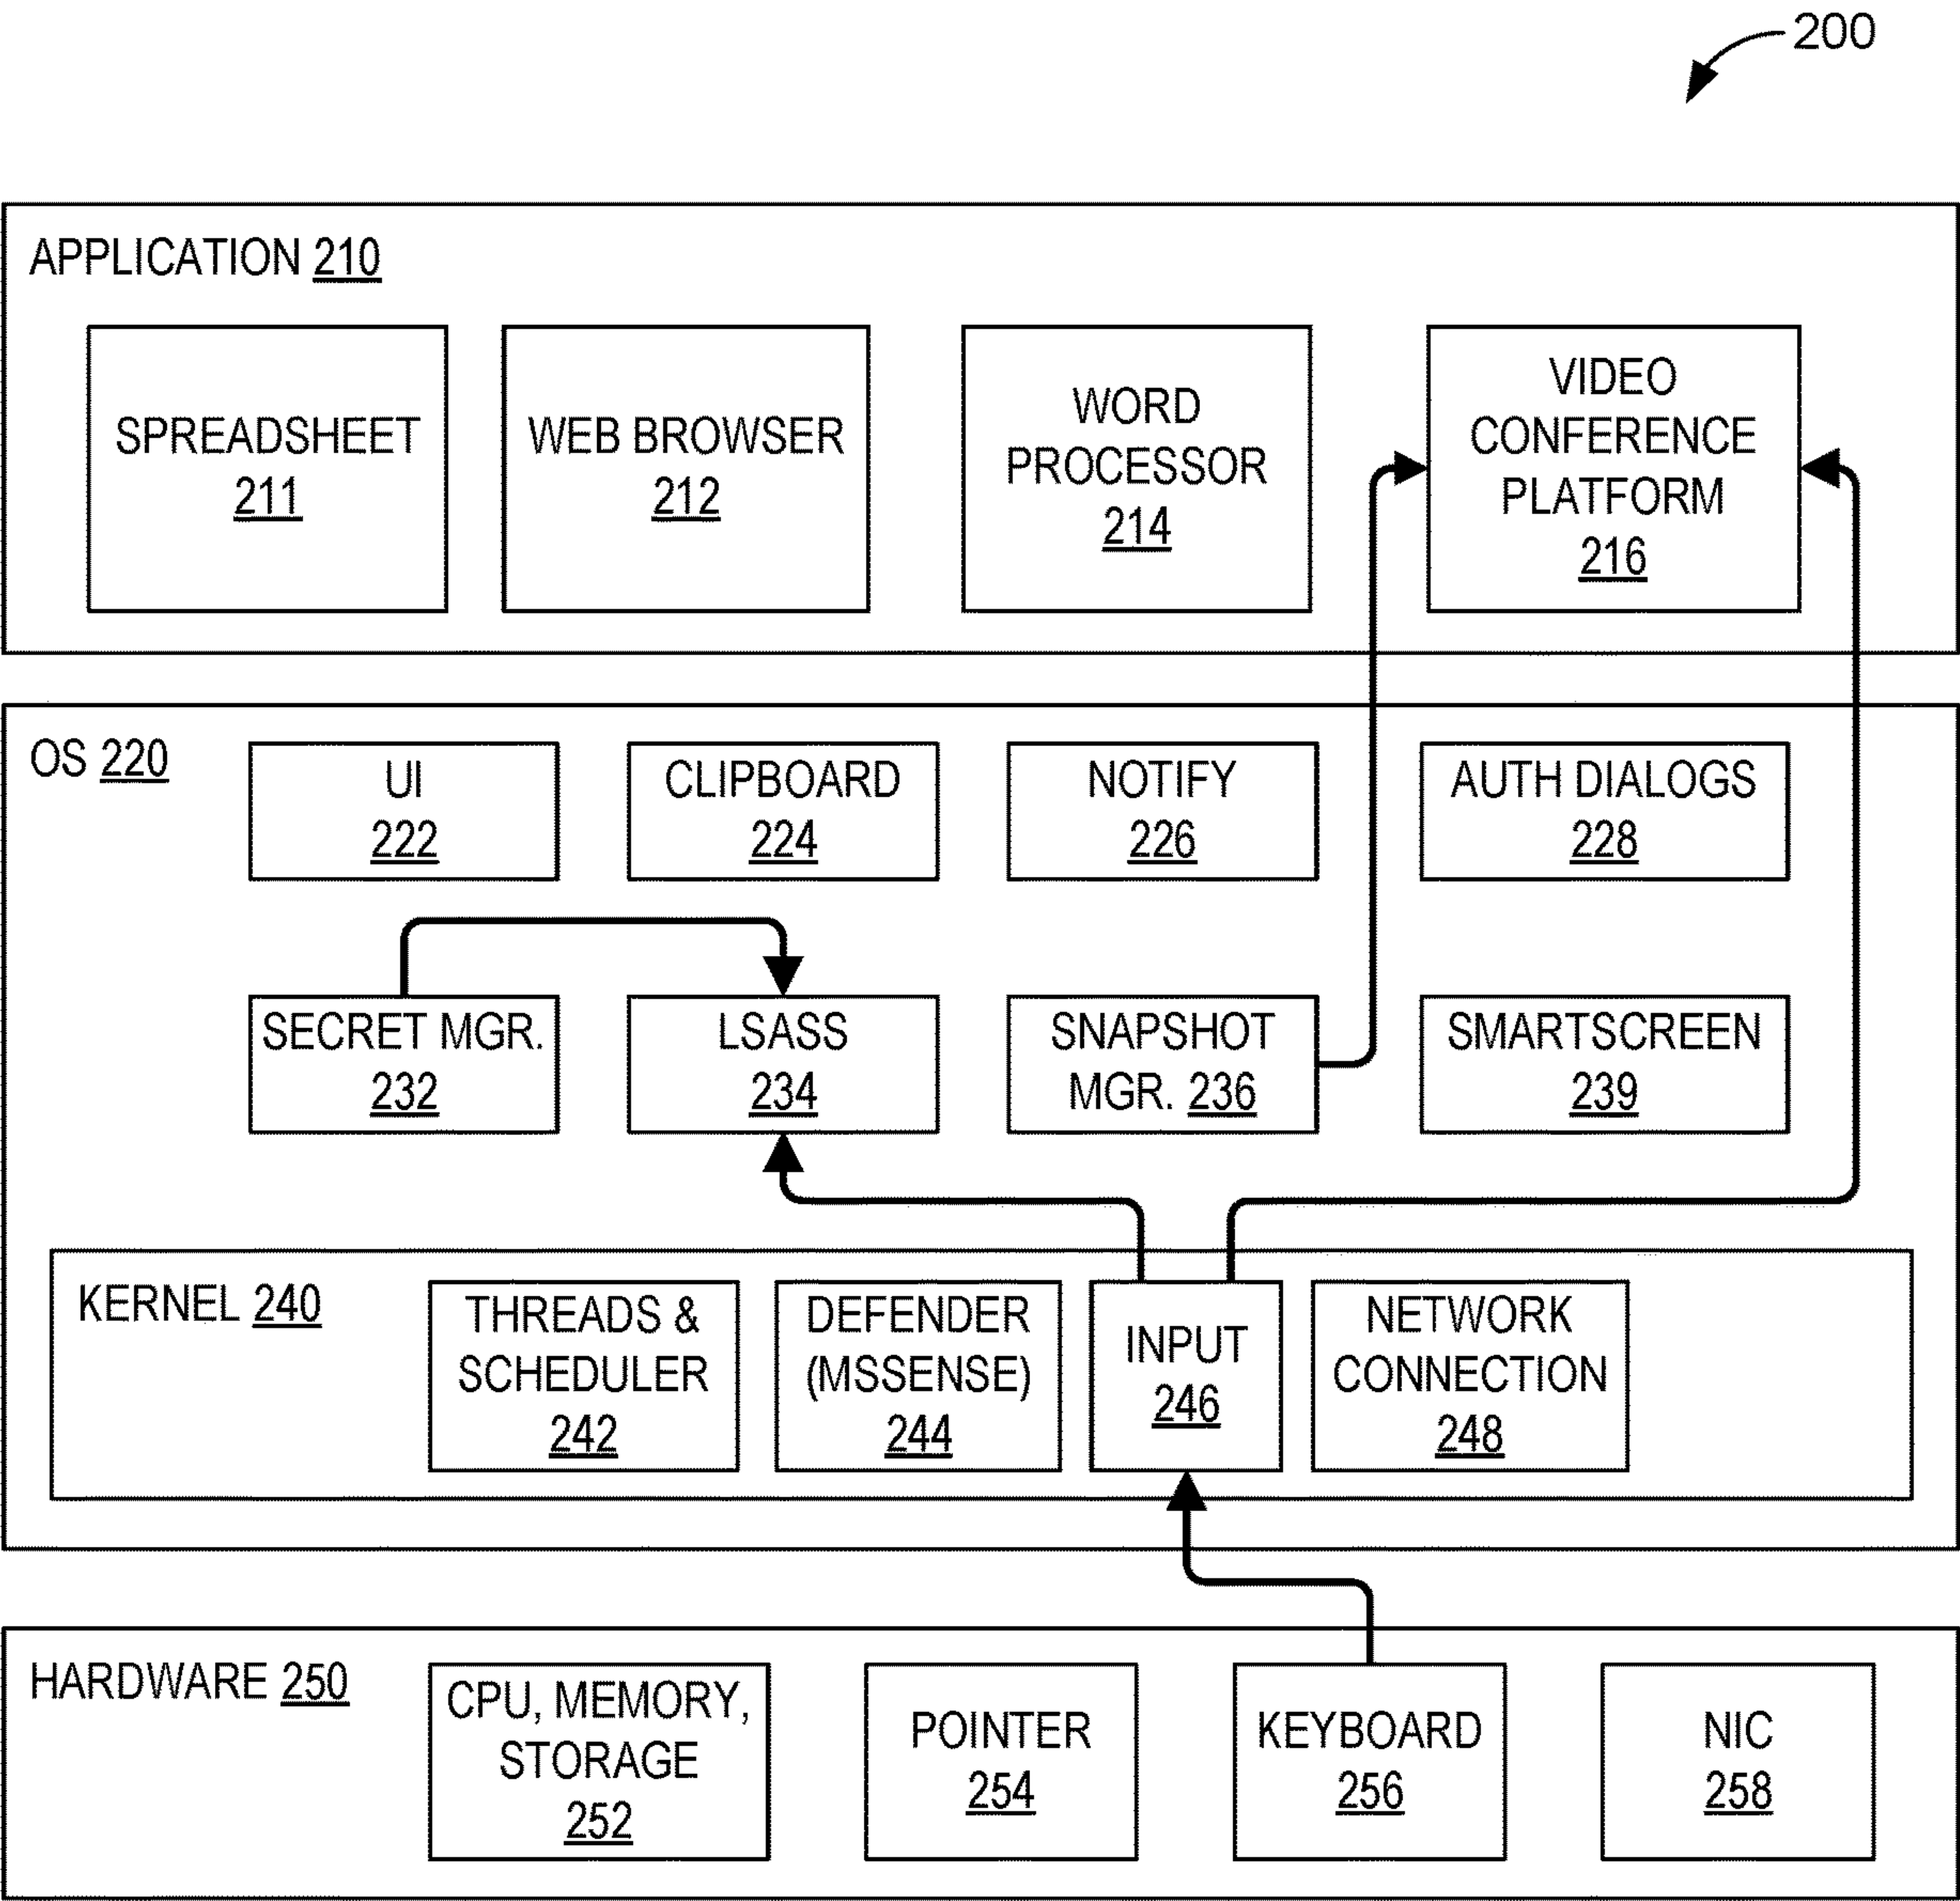 200
APPLICATION 210
SPREADSHEET
211
WEB BROWSER
212
WORD
PROCESSOR
214
VIDEO
CONFERENCE
PLATFORM
216
OS 220
UI
222
CLIPBOARD
224
NOTIFY
226
AUTH DIALOGS
228
SECRET MGR.
232
LSASS
234
SNAPSHOT
MGR. 236
SMARTSCREEN
239
KERNEL 240
THREADS &
SCHEDULER
242
DEFENDER
(MSSENSE)
244
INPUT
246
NETWORK
CONNECTION
248
HARDWARE 250
CPU, MEMORY,
STORAGE
252
POINTER
254
KEYBOARD
256
NIC
258